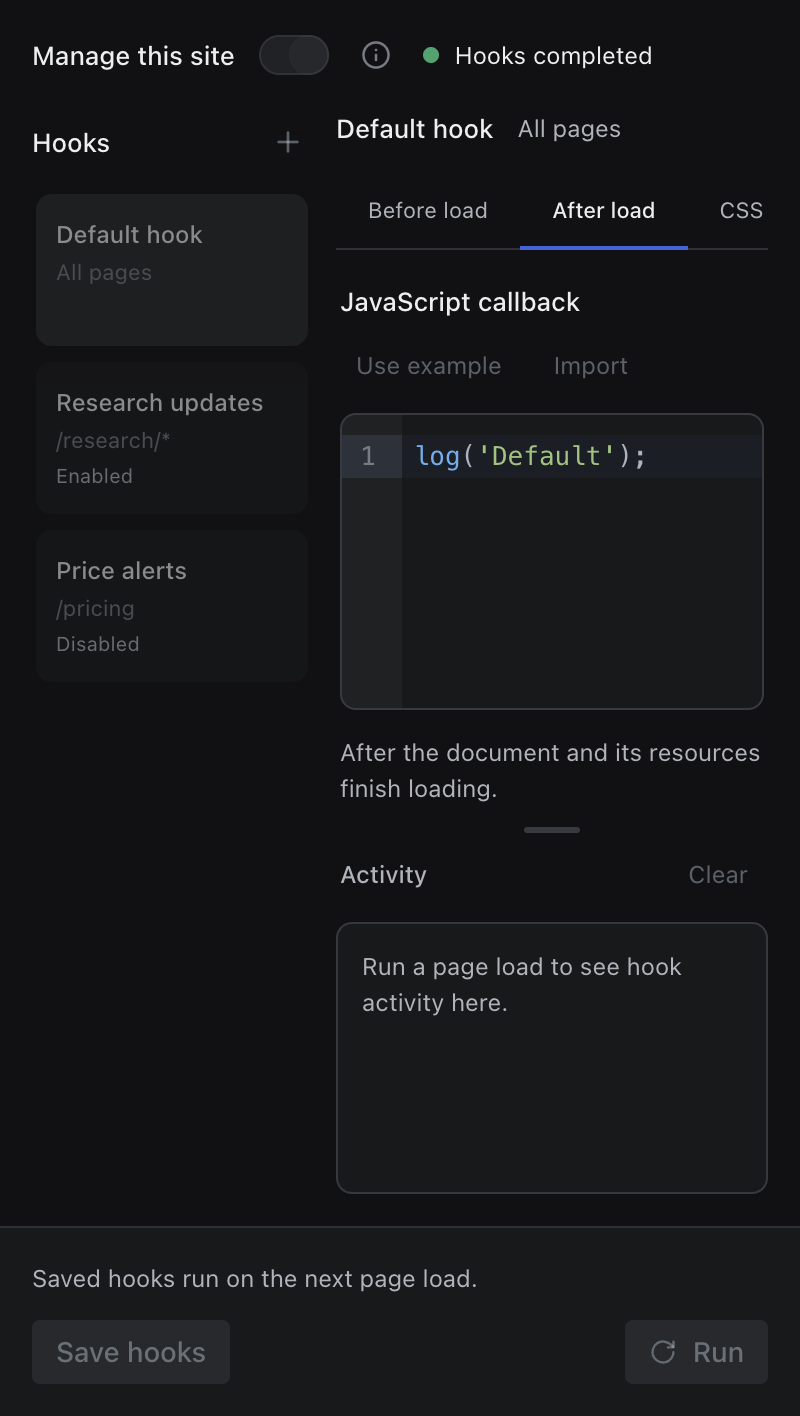 Manage this site
Hooks completed
Hooks
Default hook
All pages
Research updates
/research/*
Enabled
Price alerts
/pricing
Disabled
Default hook All pages
Before load After load CSS
JavaScript callback
Use example Import
1 log('Default');
After the document and its resources
finish loading.
Activity Clear
Run a page load to see hook
activity here.
Saved hooks run on the next page load.
Save hooks Run